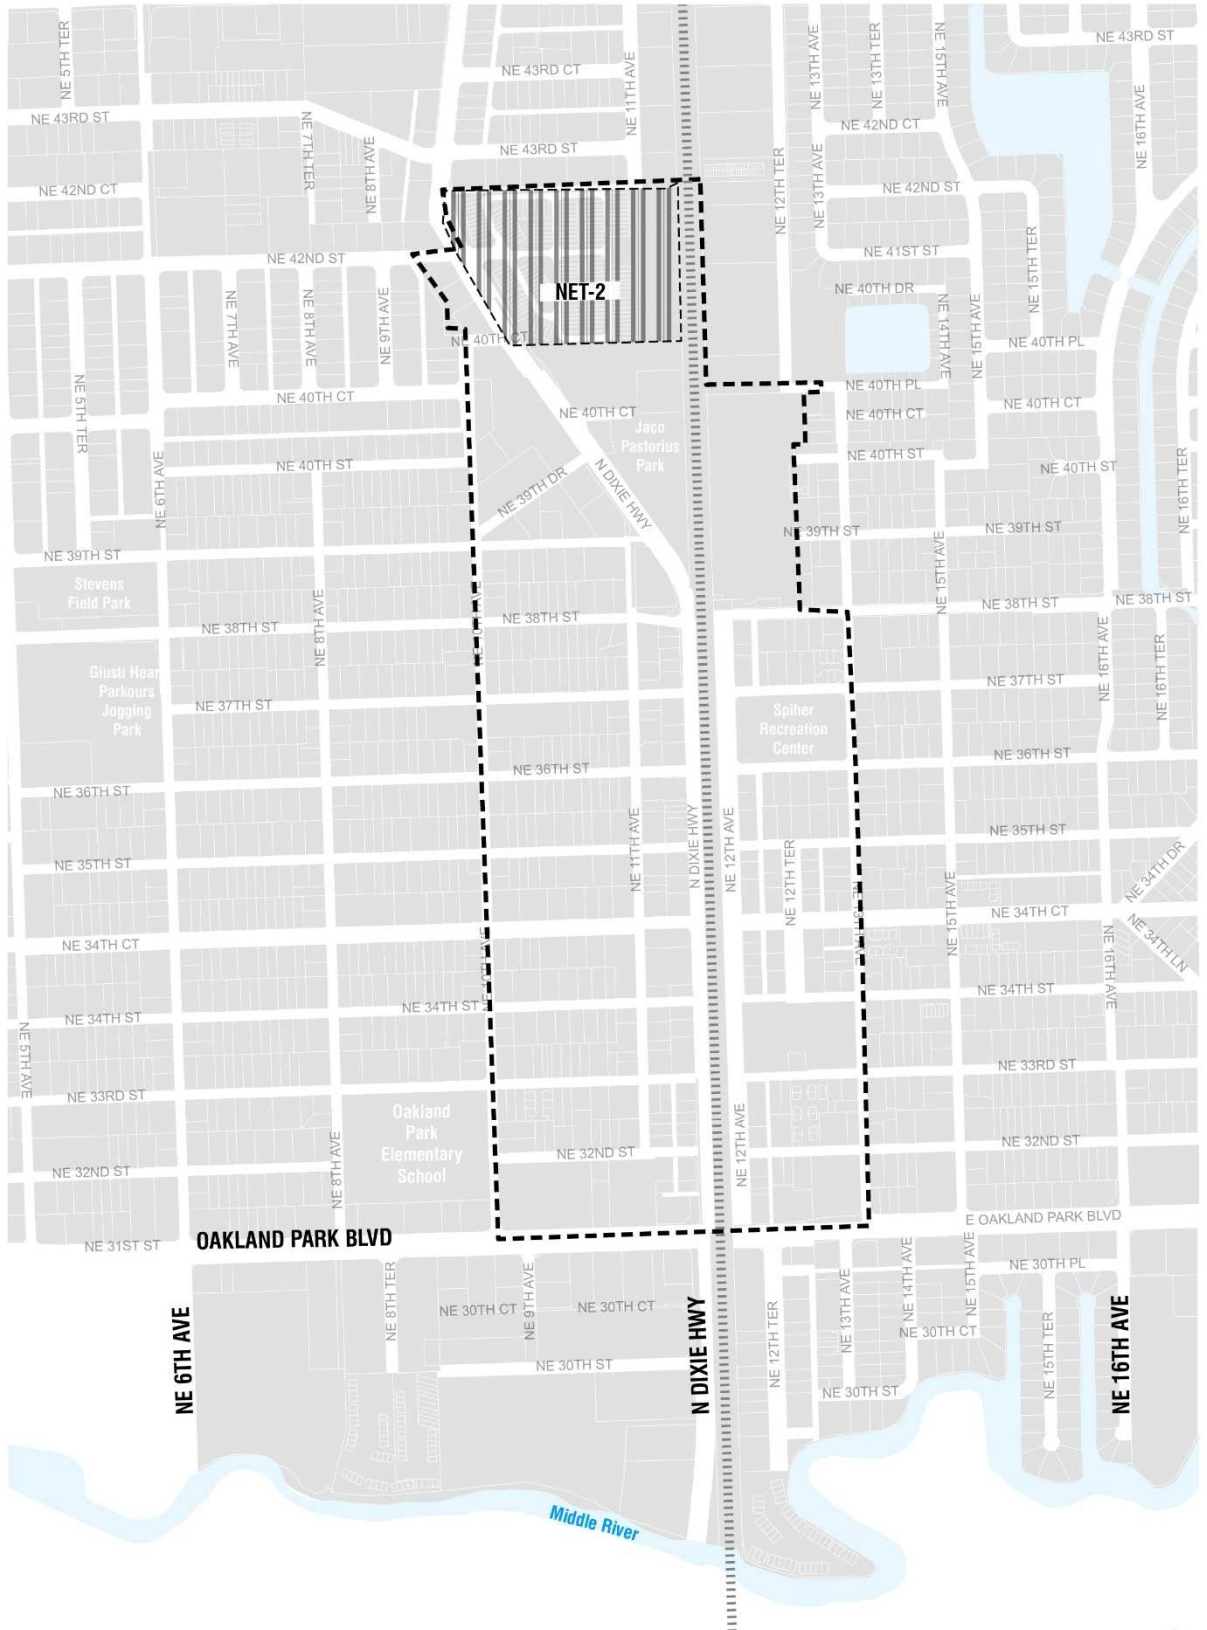 NE 5TH TER
NE 13TH AVE
NE 13TH TER
NE 15TH AVE
NE 43RD ST
NE 43RD CT
NE 11TH AVE
NE 43RD ST
NE 7TH TER
NE 8TH AVE
NE 43RD ST
NE 42ND CT
NE 16TH AVE
NE 42ND CT
NE 12TH TER
NE 13TH AVE
NE 42ND ST
NE 42ND ST
NE 41ST ST
NE 15TH TER
NE 40TH DR
NET-2
NE 7TH AVE
NE 8TH AVE
NE 9TH AVE
NE 14TH AVE
NE 15TH AVE
NE 40TH CT
NE 40TH PL
NE 5TH TER
NE 40TH CT
NE 40TH PL
NE 40TH CT
NE 40TH CT
NE 40TH CT
Jaco
Pastorius
Park
NE 6TH AVE
NE 40TH ST
NE 40TH ST
NE 40TH ST
NE 16TH TER
NE 39TH DR
N DIXIE HWY
NE 39TH ST
NE 39TH ST
NE 39TH ST
NE 15TH AVE
Stevens
Field Park
NE 8TH AVE
NE 38TH ST
NE 38TH ST
NE 38TH ST
NE 38TH ST
NE 16TH AVE
NE 16TH TER
Giusti Hear
Parkours
Jogging
Park
NE 37TH ST
NE 37TH ST
Spiher
Recreation
Center
NE 36TH ST
NE 36TH ST
NE 36TH ST
NE 11TH AVE
N DIXIE HWY
NE 12TH AVE
NE 12TH TER
NE 35TH ST
NE 35TH ST
NE 34TH DR
NE 13TH AVE
NE 15TH AVE
NE 34TH CT
NE 34TH CT
NE 34TH LN
NE 16TH AVE
NE 10TH AVE
NE 34TH ST
NE 34TH ST
NE 34TH ST
NE 5TH AVE
NE 33RD ST
NE 33RD ST
Oakland
Park
Elementary
School
NE 8TH AVE
NE 12TH AVE
NE 32ND ST
NE 32ND ST
NE 32ND ST
NE 31ST ST
OAKLAND PARK BLVD
E OAKLAND PARK BLVD
NE 6TH AVE
NE 8TH TER
NE 9TH AVE
NE 30TH CT
NE 30TH CT
NE 30TH ST
N DIXIE HWY
NE 12TH TER
NE 13TH AVE
NE 14TH AVE
NE 15TH AVE
NE 30TH PL
NE 30TH CT
NE 30TH ST
NE 15TH TER
NE 16TH AVE
Middle River